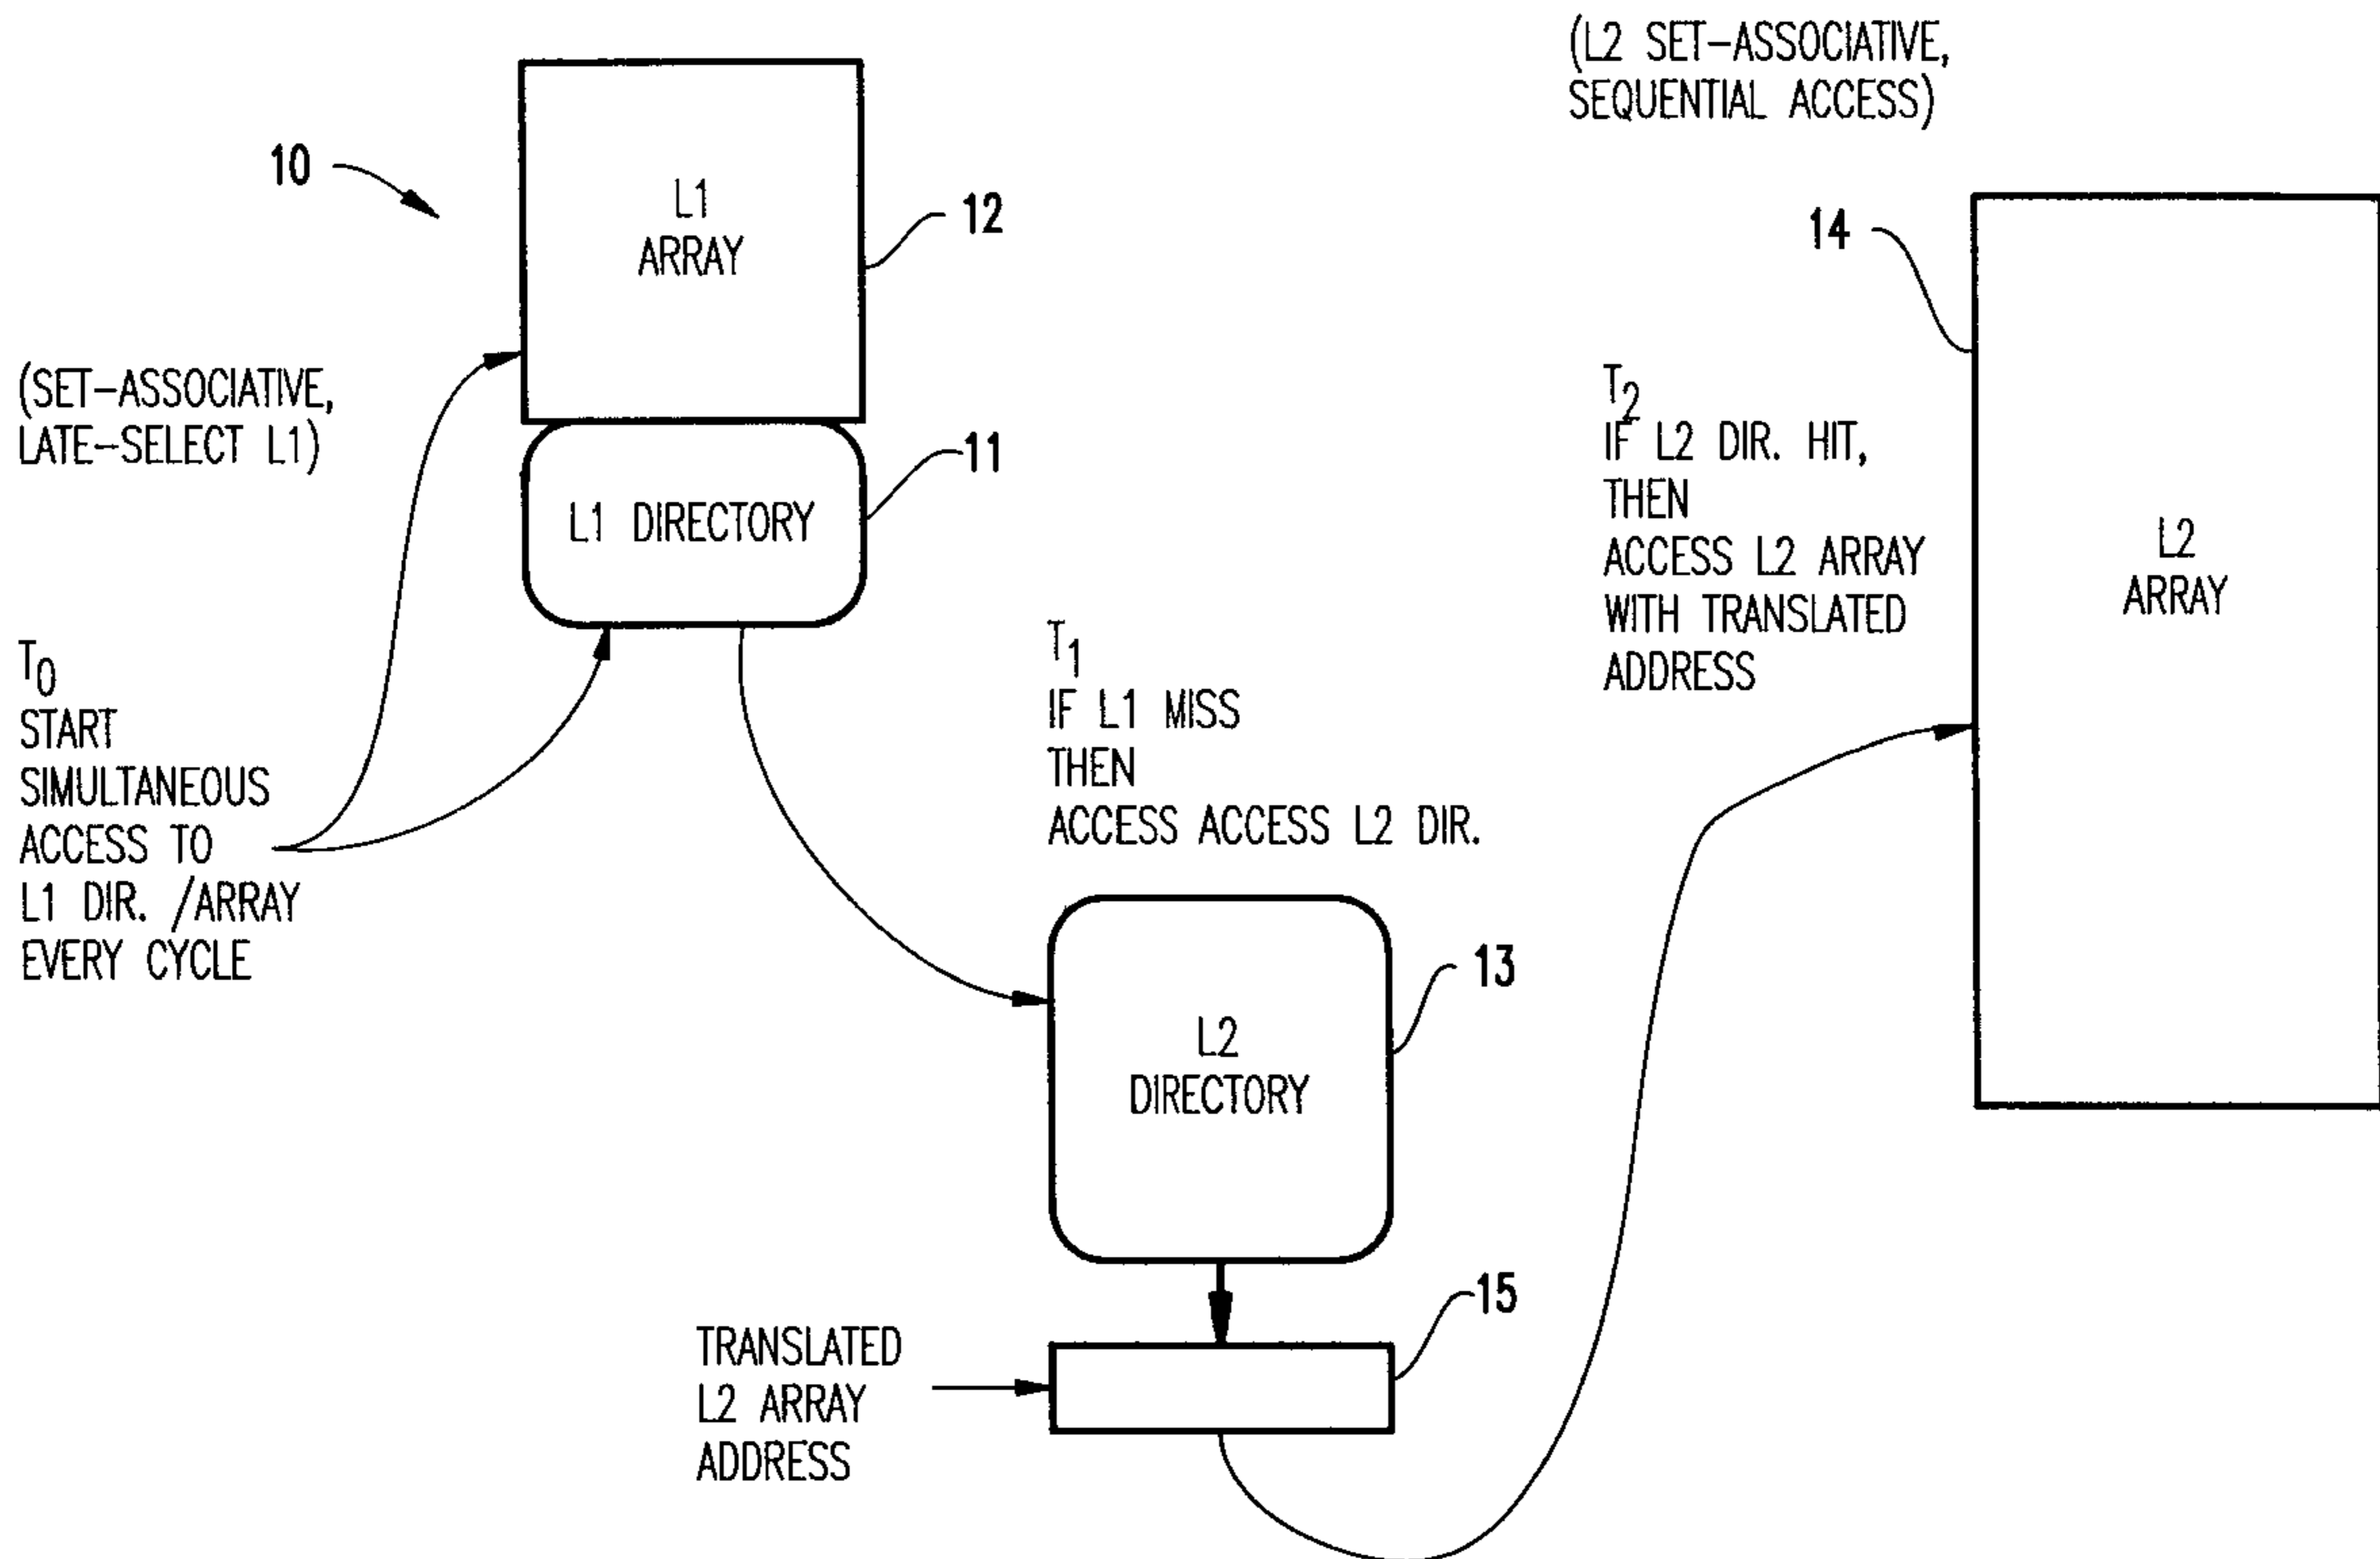 (L2 SET-ASSOCIATIVE,
SEQUENTIAL ACCESS)
10
L1
ARRAY
12
14
(SET-ASSOCIATIVE,
LATE-SELECT L1)
11
L1 DIRECTORY
T0
START
SIMULTANEOUS
ACCESS TO
L1 DIR. /ARRAY
EVERY CYCLE
T1
IF L1 MISS
THEN
ACCESS ACCESS L2 DIR.
T2
IF L2 DIR. HIT,
THEN
ACCESS L2 ARRAY
WITH TRANSLATED
ADDRESS
L2
ARRAY
13
L2
DIRECTORY
15
TRANSLATED
L2 ARRAY
ADDRESS